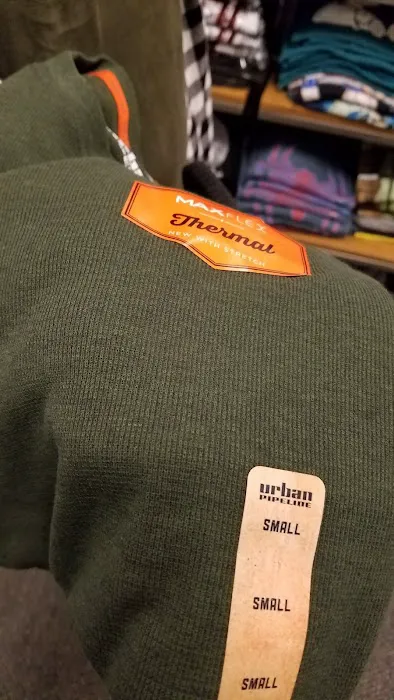 MAXFLEX
Thermal
NEW WITH STRETCH
urban
PIPELINE
SMALL
SMALL
SMALL